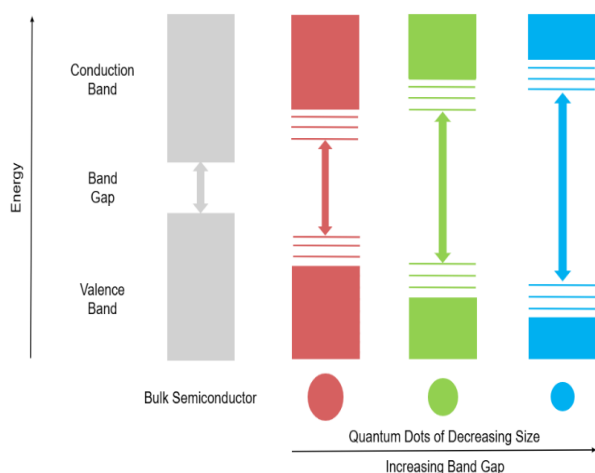 Conduction
Band
Energy
Band
Gap
Valence
Band
Bulk Semiconductor
Quantum Dots of Decreasing Size
Increasing Band Gap